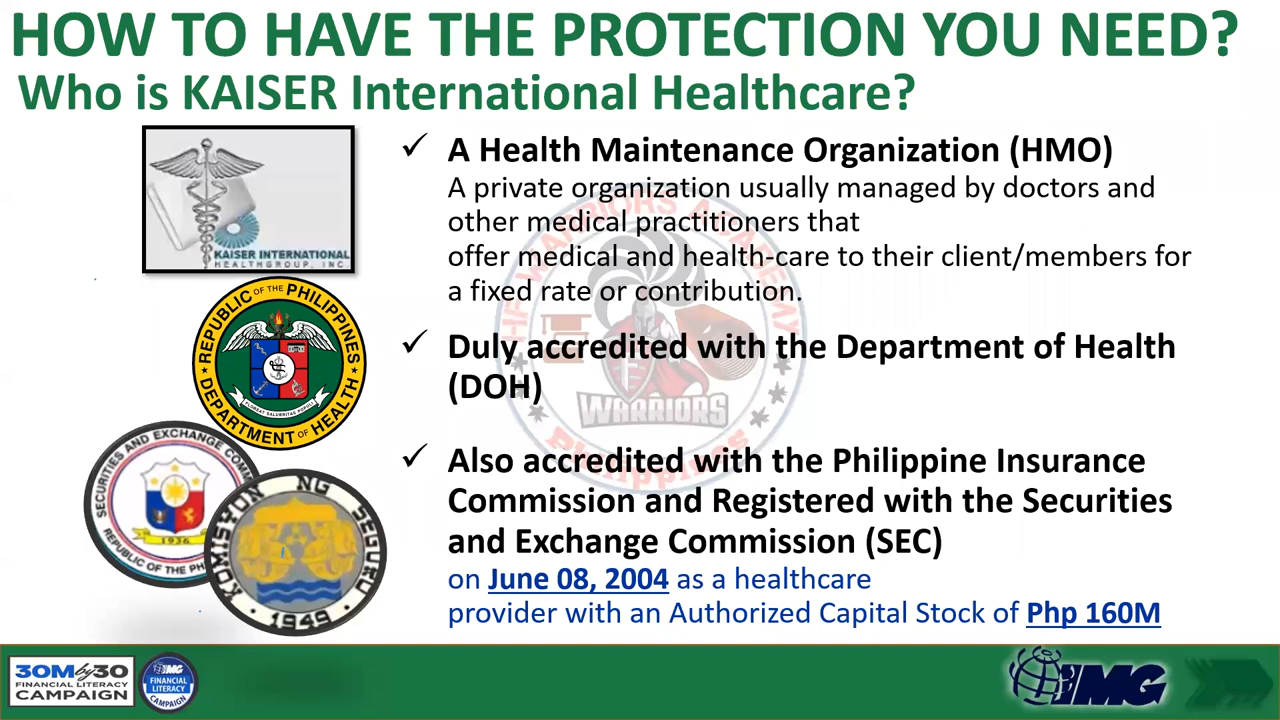 HOW TO HAVE THE PROTECTION YOU NEED?
Who is KAISER International Healthcare?
KAISER INTERNATIONAL
HEALTHGROUP, INC.
✓ A Health Maintenance Organization (HMO)
A private organization usually managed by doctors and
other medical practitioners that
offer medical and health-care to their client/members for
a fixed rate or contribution.
REPUBLIC OF THE PHILIPPINES
DEPARTMENT OF HEALTH
✓ Duly accredited with the Department of Health
(DOH)
WARRIORS
Philippines
SECURITIES AND EXCHANGE
1936
REPUBLIC OF THE
KOMISYON NG SEGURO
1949
✓ Also accredited with the Philippine Insurance
Commission and Registered with the Securities
and Exchange Commission (SEC)
on June 08, 2004 as a healthcare
provider with an Authorized Capital Stock of Php 160M
30M by 30
FINANCIAL LITERACY
CAMPAIGN
IMG
FINANCIAL
LITERACY
CAMPAIGN
IMG